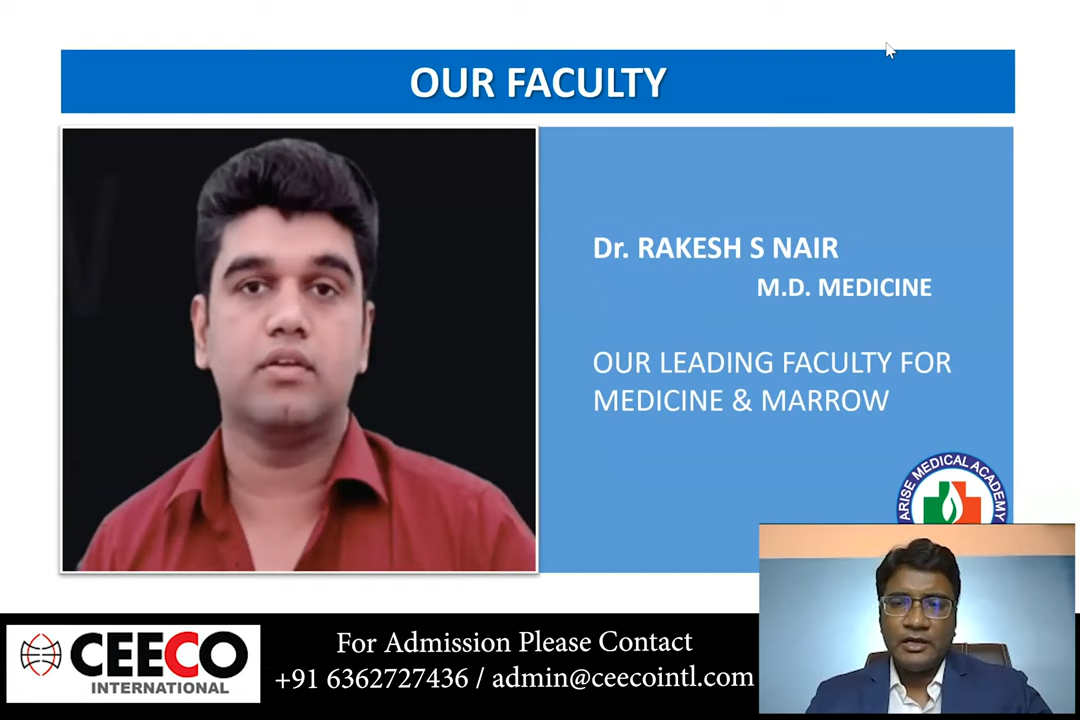 OUR FACULTY
Dr. RAKESH S NAIR
M.D. MEDICINE
OUR LEADING FACULTY FOR
MEDICINE & MARROW
ARISE MEDICAL ACADEMY
CEECO
INTERNATIONAL
For Admission Please Contact
+91 6362727436 / admin@ceecointl.com